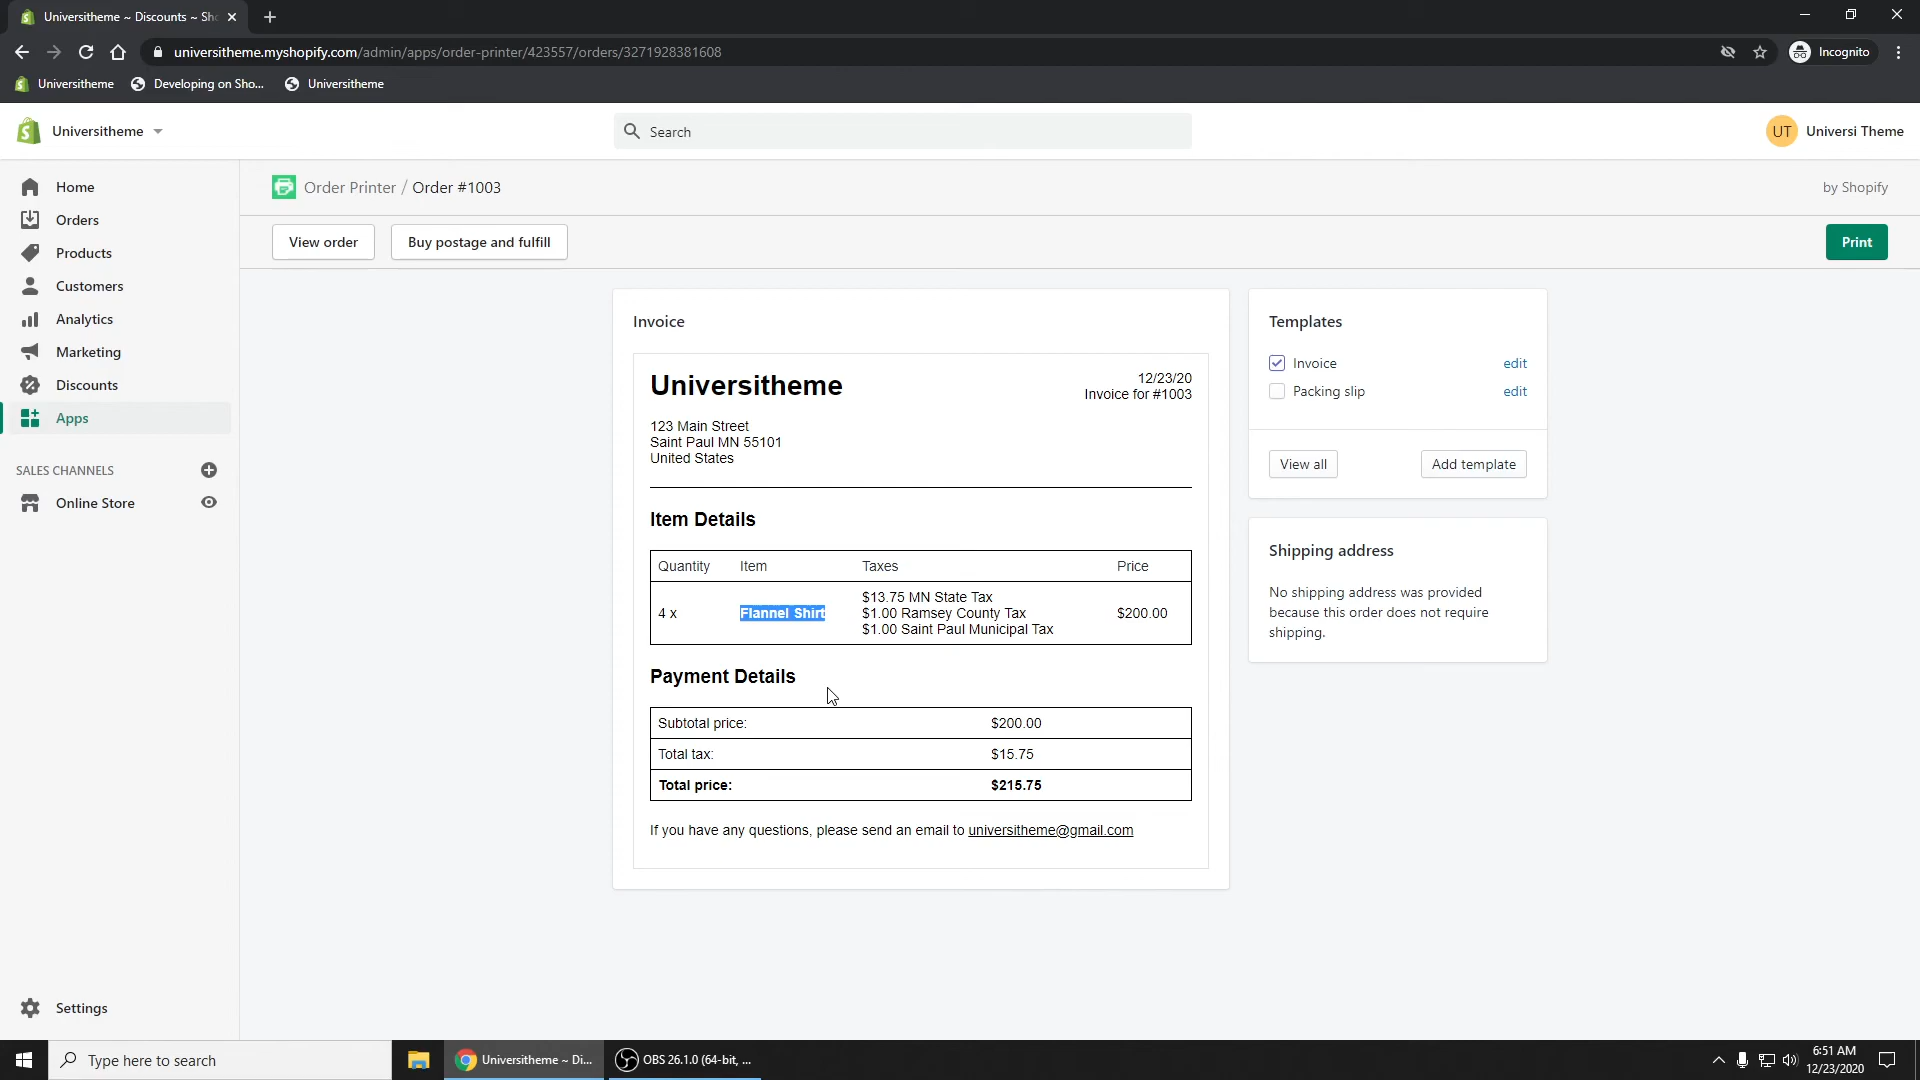 Universitheme ~ Discounts ~ Sho
universitheme.myshopify.com/admin/apps/order-printer/423557/orders/3271928381608
Incognito
Universitheme
Developing on Sho...
Universitheme
Universitheme
Search
UT
Universi Theme
Home
Orders
Products
Customers
Analytics
Marketing
Discounts
Apps
SALES CHANNELS
Online Store
Settings
Order Printer / Order #1003
by Shopify
View order
Buy postage and fulfill
Print
Invoice
Universitheme
12/23/20
Invoice for #1003
123 Main Street
Saint Paul MN 55101
United States
Item Details
Quantity Item Taxes Price
4 x Flannel Shirt $13.75 MN State Tax
$1.00 Ramsey County Tax $200.00
$1.00 Saint Paul Municipal Tax
Payment Details
Subtotal price: $200.00
Total tax: $15.75
Total price: $215.75
If you have any questions, please send an email to universitheme@gmail.com
Templates
Invoice edit
Packing slip edit
View all
Add template
Shipping address
No shipping address was provided
because this order does not require
shipping.
Type here to search
Universitheme ~ Di...
OBS 26.1.0 (64-bit, ...
6:51 AM
12/23/2020